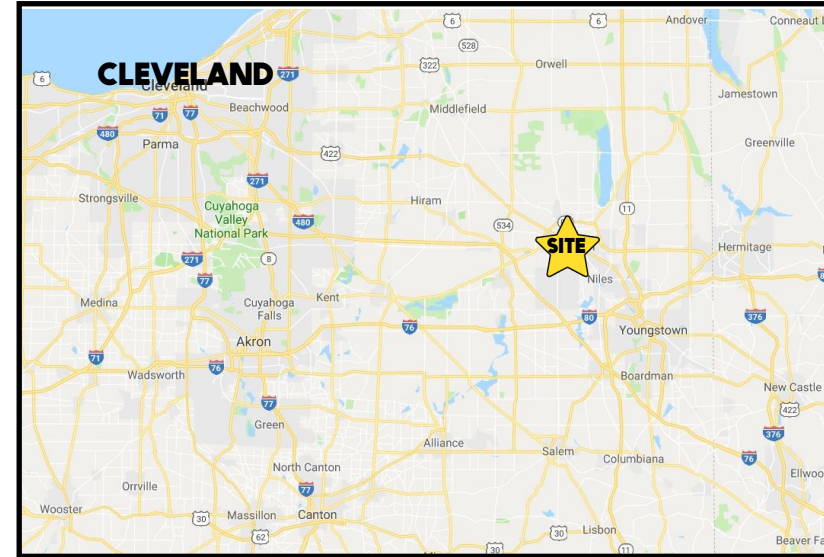 6
6
Andover
Conneaut L
528
322
Orwell
CLEVELAND
271
6
Cleveland
Jamestown
Beachwood
Middlefield
71
77
480
Parma
Greenville
422
271
Strongsville
Hiram
Cuyahoga
Valley
National Park
11
480
534
SITE
Hermitage
271
8
77
Niles
Medina
Cuyahoga
Falls
Kent
76
80
376
Youngstown
Akron
71
76
Wadsworth
Boardman
New Castle
77
422
Green
376
Alliance
Salem
Columbiana
76
North Canton
Ellwoo
Orrville
77
Wooster
30
Massillon
Canton
62
30
Lisbon
30
11
Beaver Fa